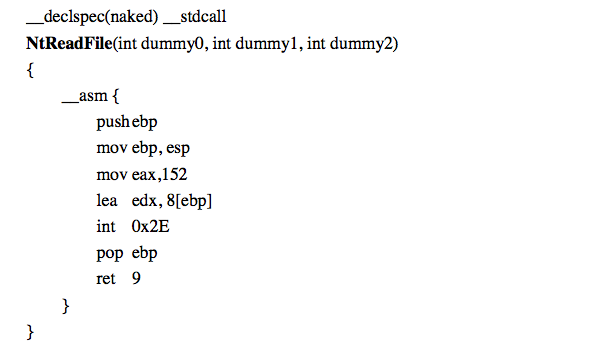 __declspec(naked) __stdcall
NtReadFile(int dummy0, int dummy1, int dummy2)
{
__asm {
push ebp
mov ebp, esp
mov eax,152
lea edx, 8[ebp]
int 0x2E
pop ebp
ret 9
}
}